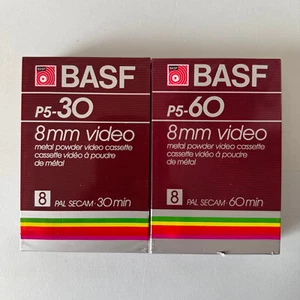 BASF
P5-30
8mm video
metal powder video cassette
cassette vidéo à poudre
de métal
8 PAL SECAM · 30 min
BASF
P5-60
8mm video
metal powder video cassette
cassette vidéo à poudre
de métal
8 PAL SECAM · 60 min